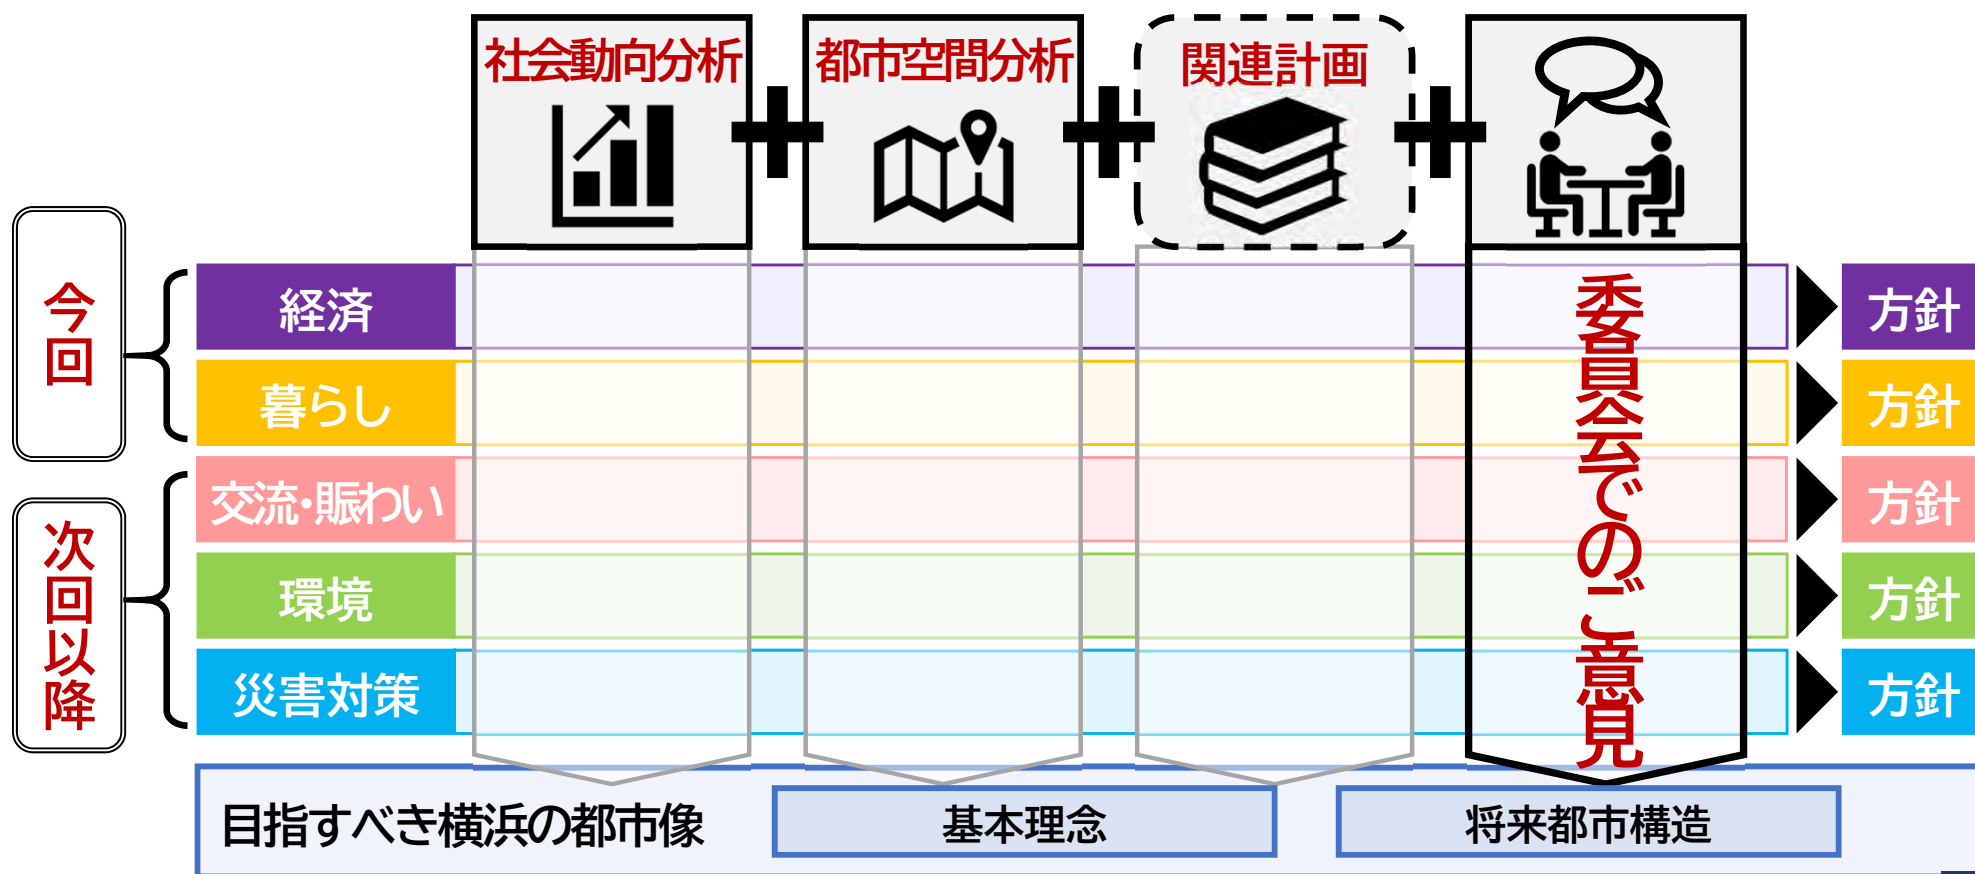 社会動向分析
都市空間分析
関連計画
今回
次回以降
経済
方針
暮らし
方針
交流・賑わい
方針
環境
方針
災害対策
方針
委員会でのご意見
目指すべき横浜の都市像
基本理念
将来都市構造